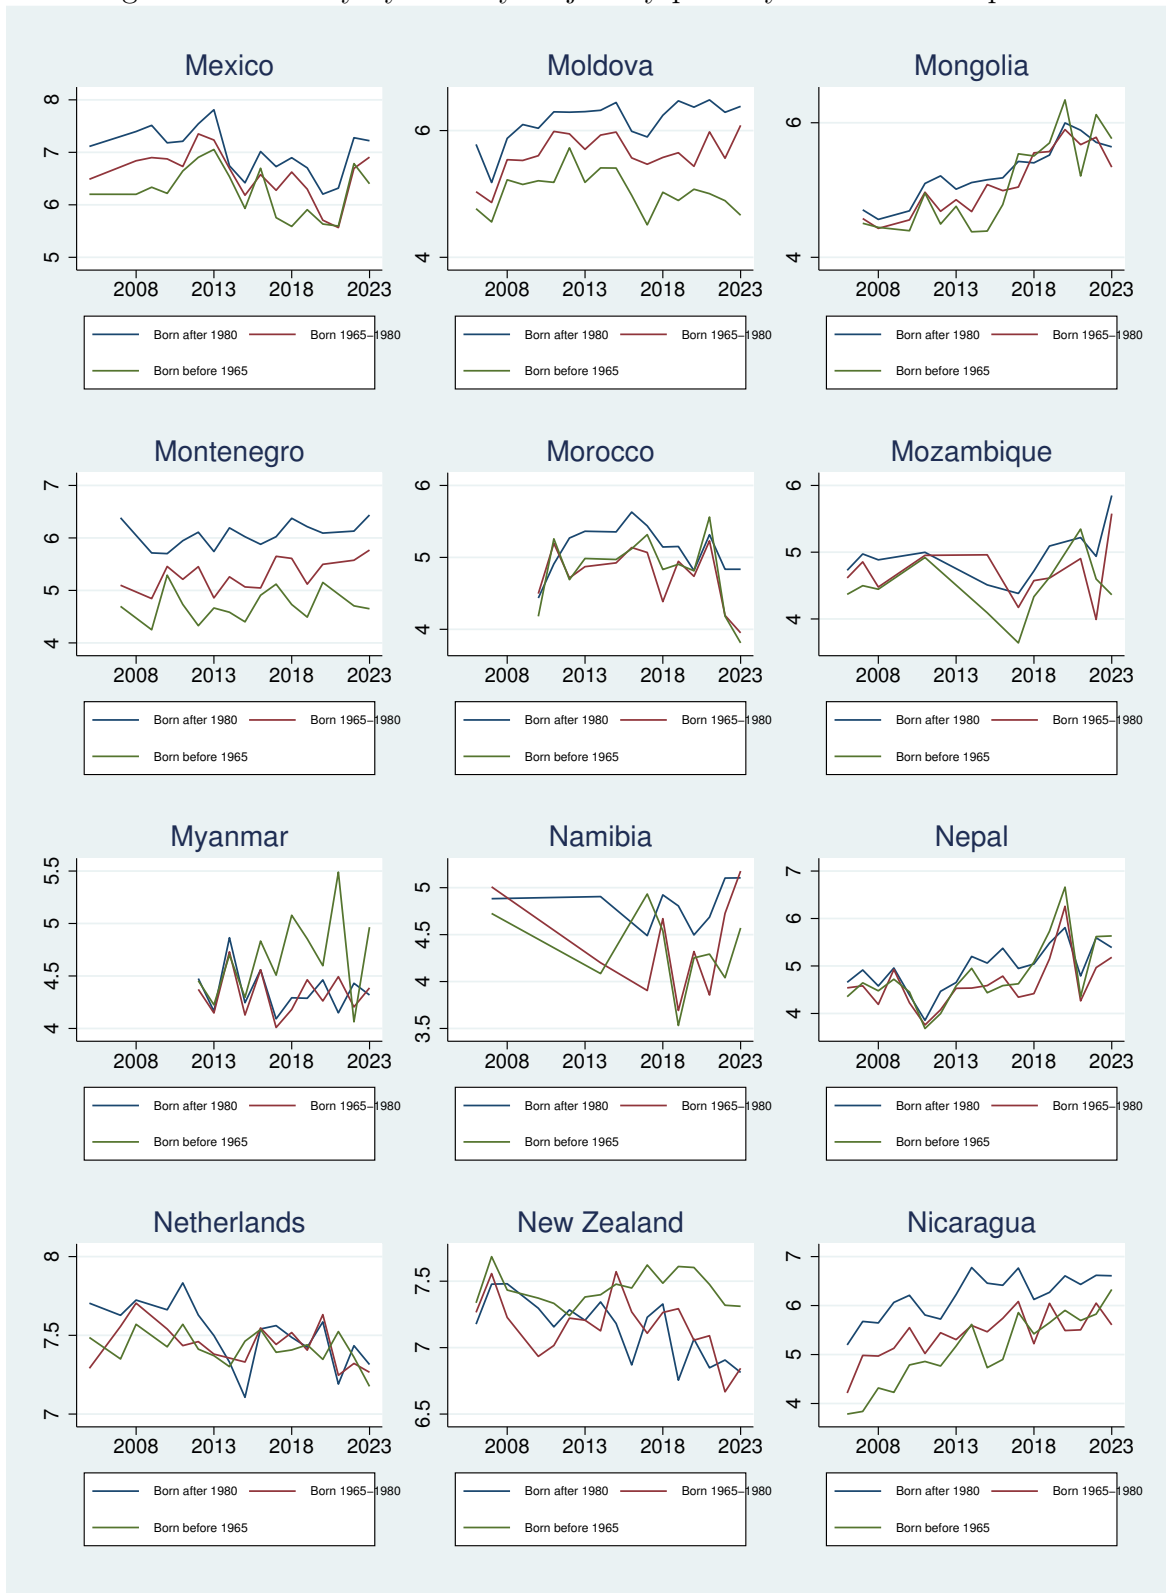 Mexico
8
7
6
5
2008 2013 2018 2023
Born after 1980 Born 1965–1980
Born before 1965
Moldova
6
4
2008 2013 2018 2023
Born after 1980 Born 1965–1980
Born before 1965
Mongolia
6
4
2008 2013 2018 2023
Born after 1980 Born 1965–1980
Born before 1965
Montenegro
7
6
5
4
2008 2013 2018 2023
Born after 1980 Born 1965–1980
Born before 1965
Morocco
6
5
4
2008 2013 2018 2023
Born after 1980 Born 1965–1980
Born before 1965
Mozambique
6
5
4
2008 2013 2018 2023
Born after 1980 Born 1965–1980
Born before 1965
Myanmar
5.5
5
4.5
4
2008 2013 2018 2023
Born after 1980 Born 1965–1980
Born before 1965
Namibia
5
4.5
4
3.5
2008 2013 2018 2023
Born after 1980 Born 1965–1980
Born before 1965
Nepal
7
6
5
4
2008 2013 2018 2023
Born after 1980 Born 1965–1980
Born before 1965
Netherlands
8
7.5
7
2008 2013 2018 2023
Born after 1980 Born 1965–1980
Born before 1965
New Zealand
7.5
7
6.5
2008 2013 2018 2023
Born after 1980 Born 1965–1980
Born before 1965
Nicaragua
7
6
5
4
2008 2013 2018 2023
Born after 1980 Born 1965–1980
Born before 1965